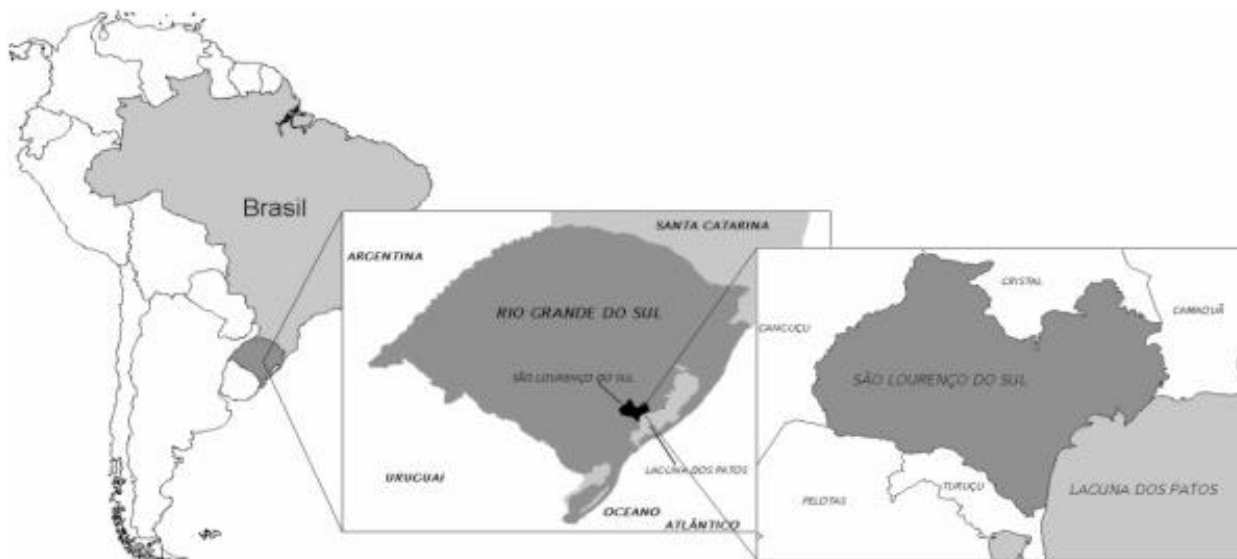 Brasil
SANTA CATARINA
ARGENTINA
RIO GRANDE DO SUL
SÃO LOURENÇO DO SUL
LAGUNA DOS PATOS
URUGUAI
OCEANO
ATLÂNTICO
CRYSTAL
CAMAQUÃ
CANGUÇU
SÃO LOURENÇO DO SUL
LAGUNA DOS PATOS
TURUÇU
PELOTAS